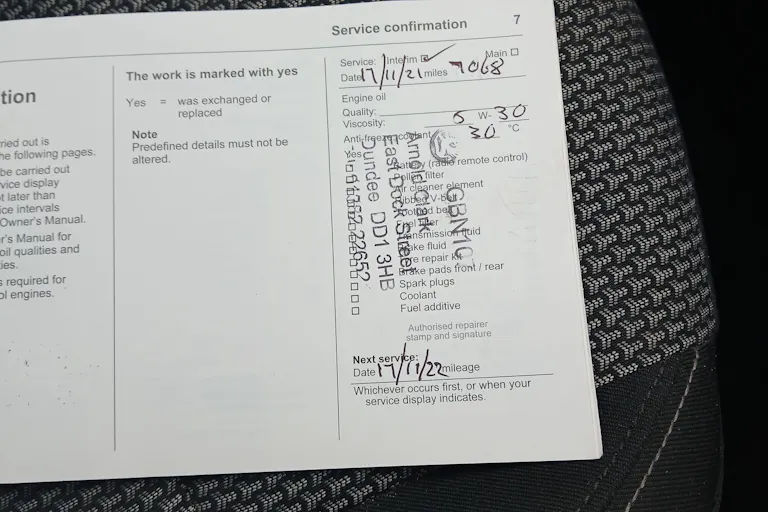 Service confirmation 7
tion
ried out is
he following pages.
be carried out
vice display
t later than
ice intervals
Owner's Manual.
r's Manual for
oil qualities and
ies.
s required for
ol engines.
The work is marked with yes
Yes = was exchanged or
replaced
Note
Predefined details must not be
altered.
Service: Interim Main
Date 17/11/21 miles 7068
Engine oil
Quality:
Viscosity: 5 W- 30
Anti-freeze/coolant 30 °C
Yes
Battery (radio remote control)
Pollen filter
Air cleaner element
Ribbed V-belt
Toothed belt
Fuel filter
Transmission fluid
Brake fluid
Tyre repair kit
Brake pads front / rear
Spark plugs
Coolant
Fuel additive
Arnold Clark
East Dock Street
Dundee DD1 3HB
Authorised repairer
stamp and signature
Next service:
Date 17/11/22 mileage
Whichever occurs first, or when your
service display indicates.